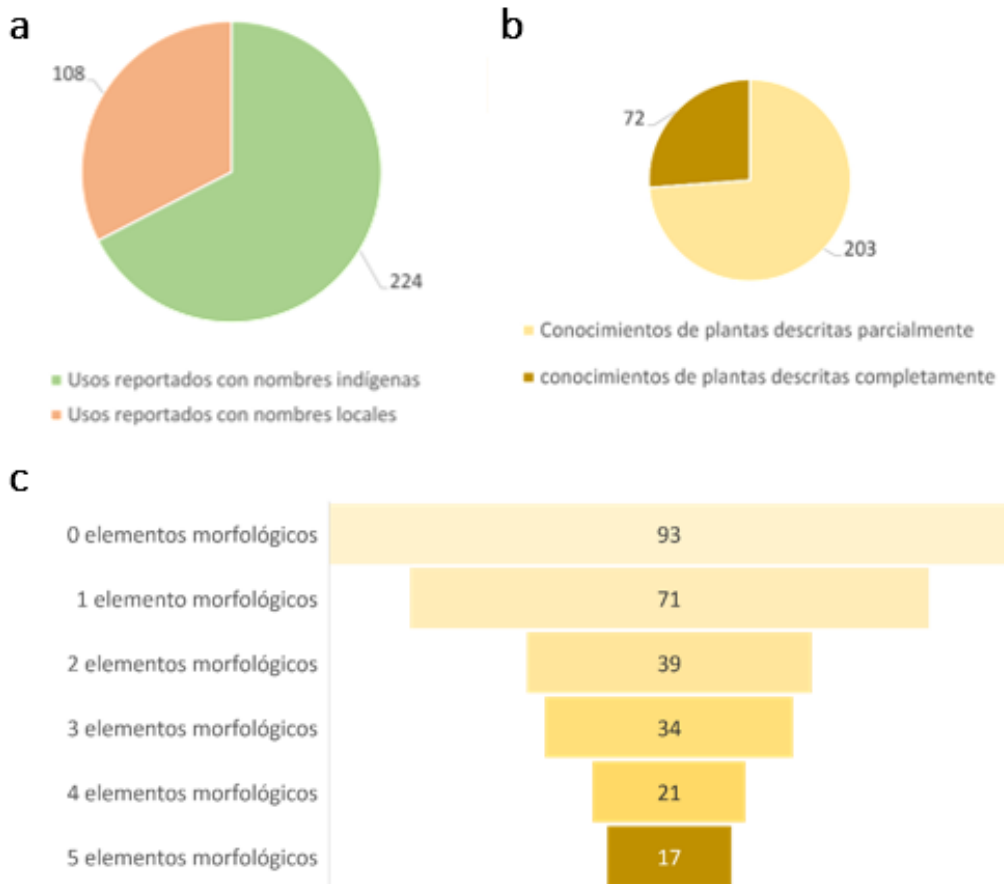 a
108
224
Usos reportados con nombres indígenas
Usos reportados con nombres locales
b
72
203
Conocimientos de plantas descritas parcialmente
conocimientos de plantas descritas completamente
c
0 elementos morfológicos 93
1 elemento morfológicos 71
2 elementos morfológicos 39
3 elementos morfológicos 34
4 elementos morfológicos 21
5 elementos morfológicos 17